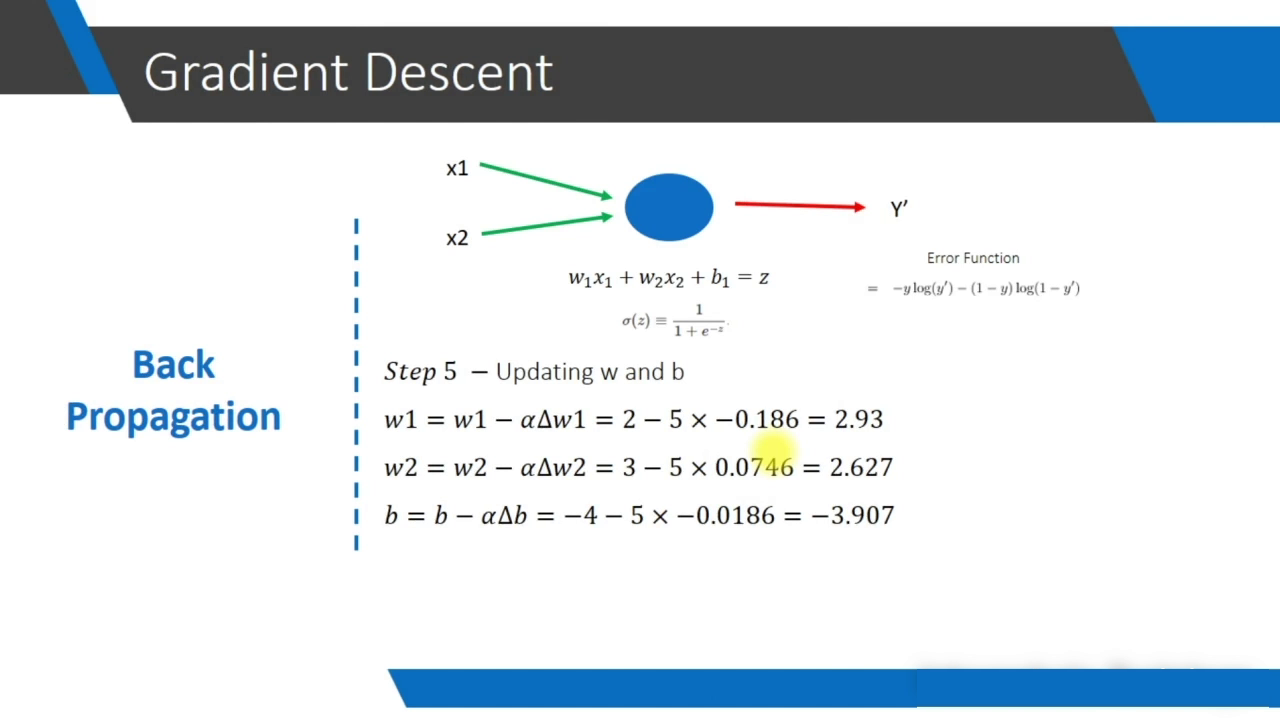 Gradient Descent
x1
x2
Y′
w₁x₁ + w₂x₂ + b₁ = z
σ(z) ≡ 1 / (1 + e⁻ᶻ).
Error Function
= −y log(y′) − (1 − y) log(1 − y′)
Back
Propagation
Step 5 − Updating w and b
w1 = w1 − αΔw1 = 2 − 5 × −0.186 = 2.93
w2 = w2 − αΔw2 = 3 − 5 × 0.0746 = 2.627
b = b − αΔb = −4 − 5 × −0.0186 = −3.907